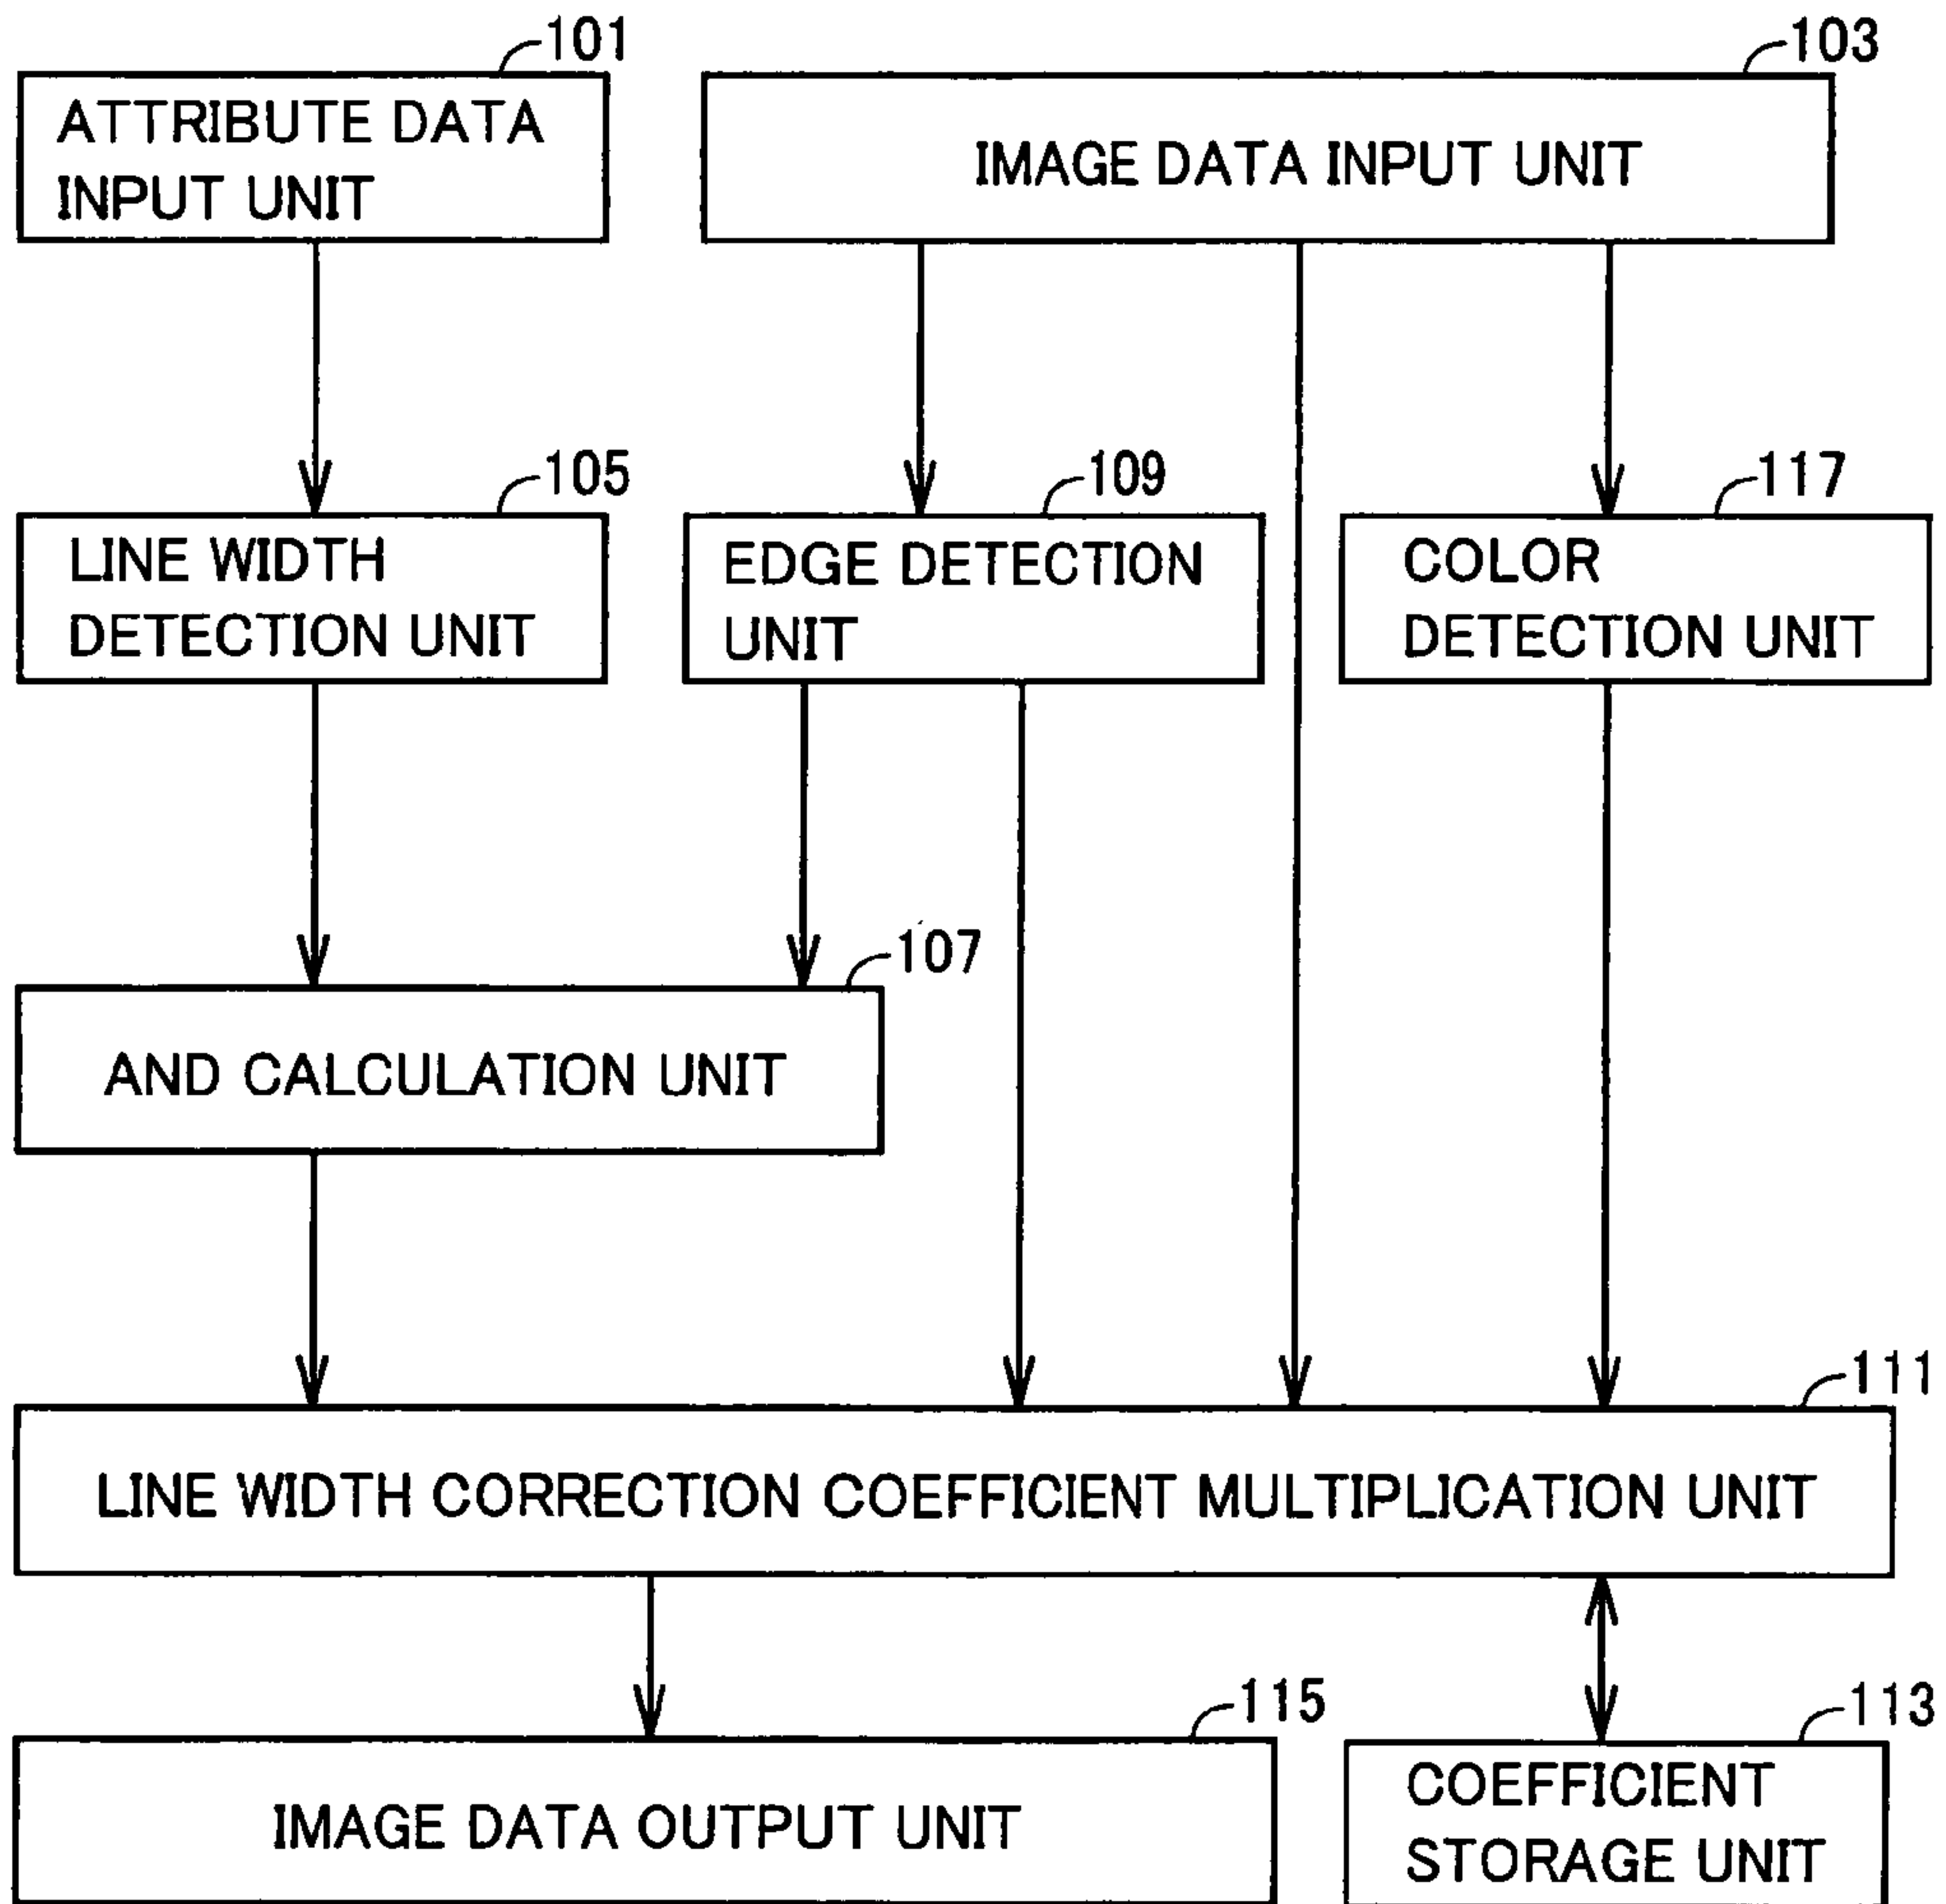 101
ATTRIBUTE DATA
INPUT UNIT
103
IMAGE DATA INPUT UNIT
105
LINE WIDTH
DETECTION UNIT
109
EDGE DETECTION
UNIT
117
COLOR
DETECTION UNIT
107
AND CALCULATION UNIT
111
LINE WIDTH CORRECTION COEFFICIENT MULTIPLICATION UNIT
115
IMAGE DATA OUTPUT UNIT
113
COEFFICIENT
STORAGE UNIT